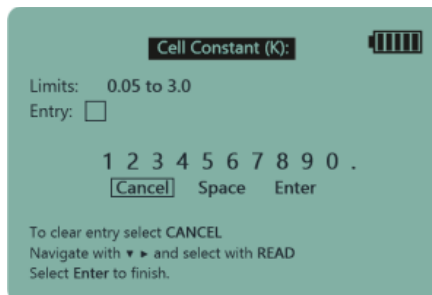 Cell Constant (K):
Limits: 0.05 to 3.0
Entry:
1 2 3 4 5 6 7 8 9 0 .
Cancel Space Enter
To clear entry select CANCEL
Navigate with ▼ ► and select with READ
Select Enter to finish.